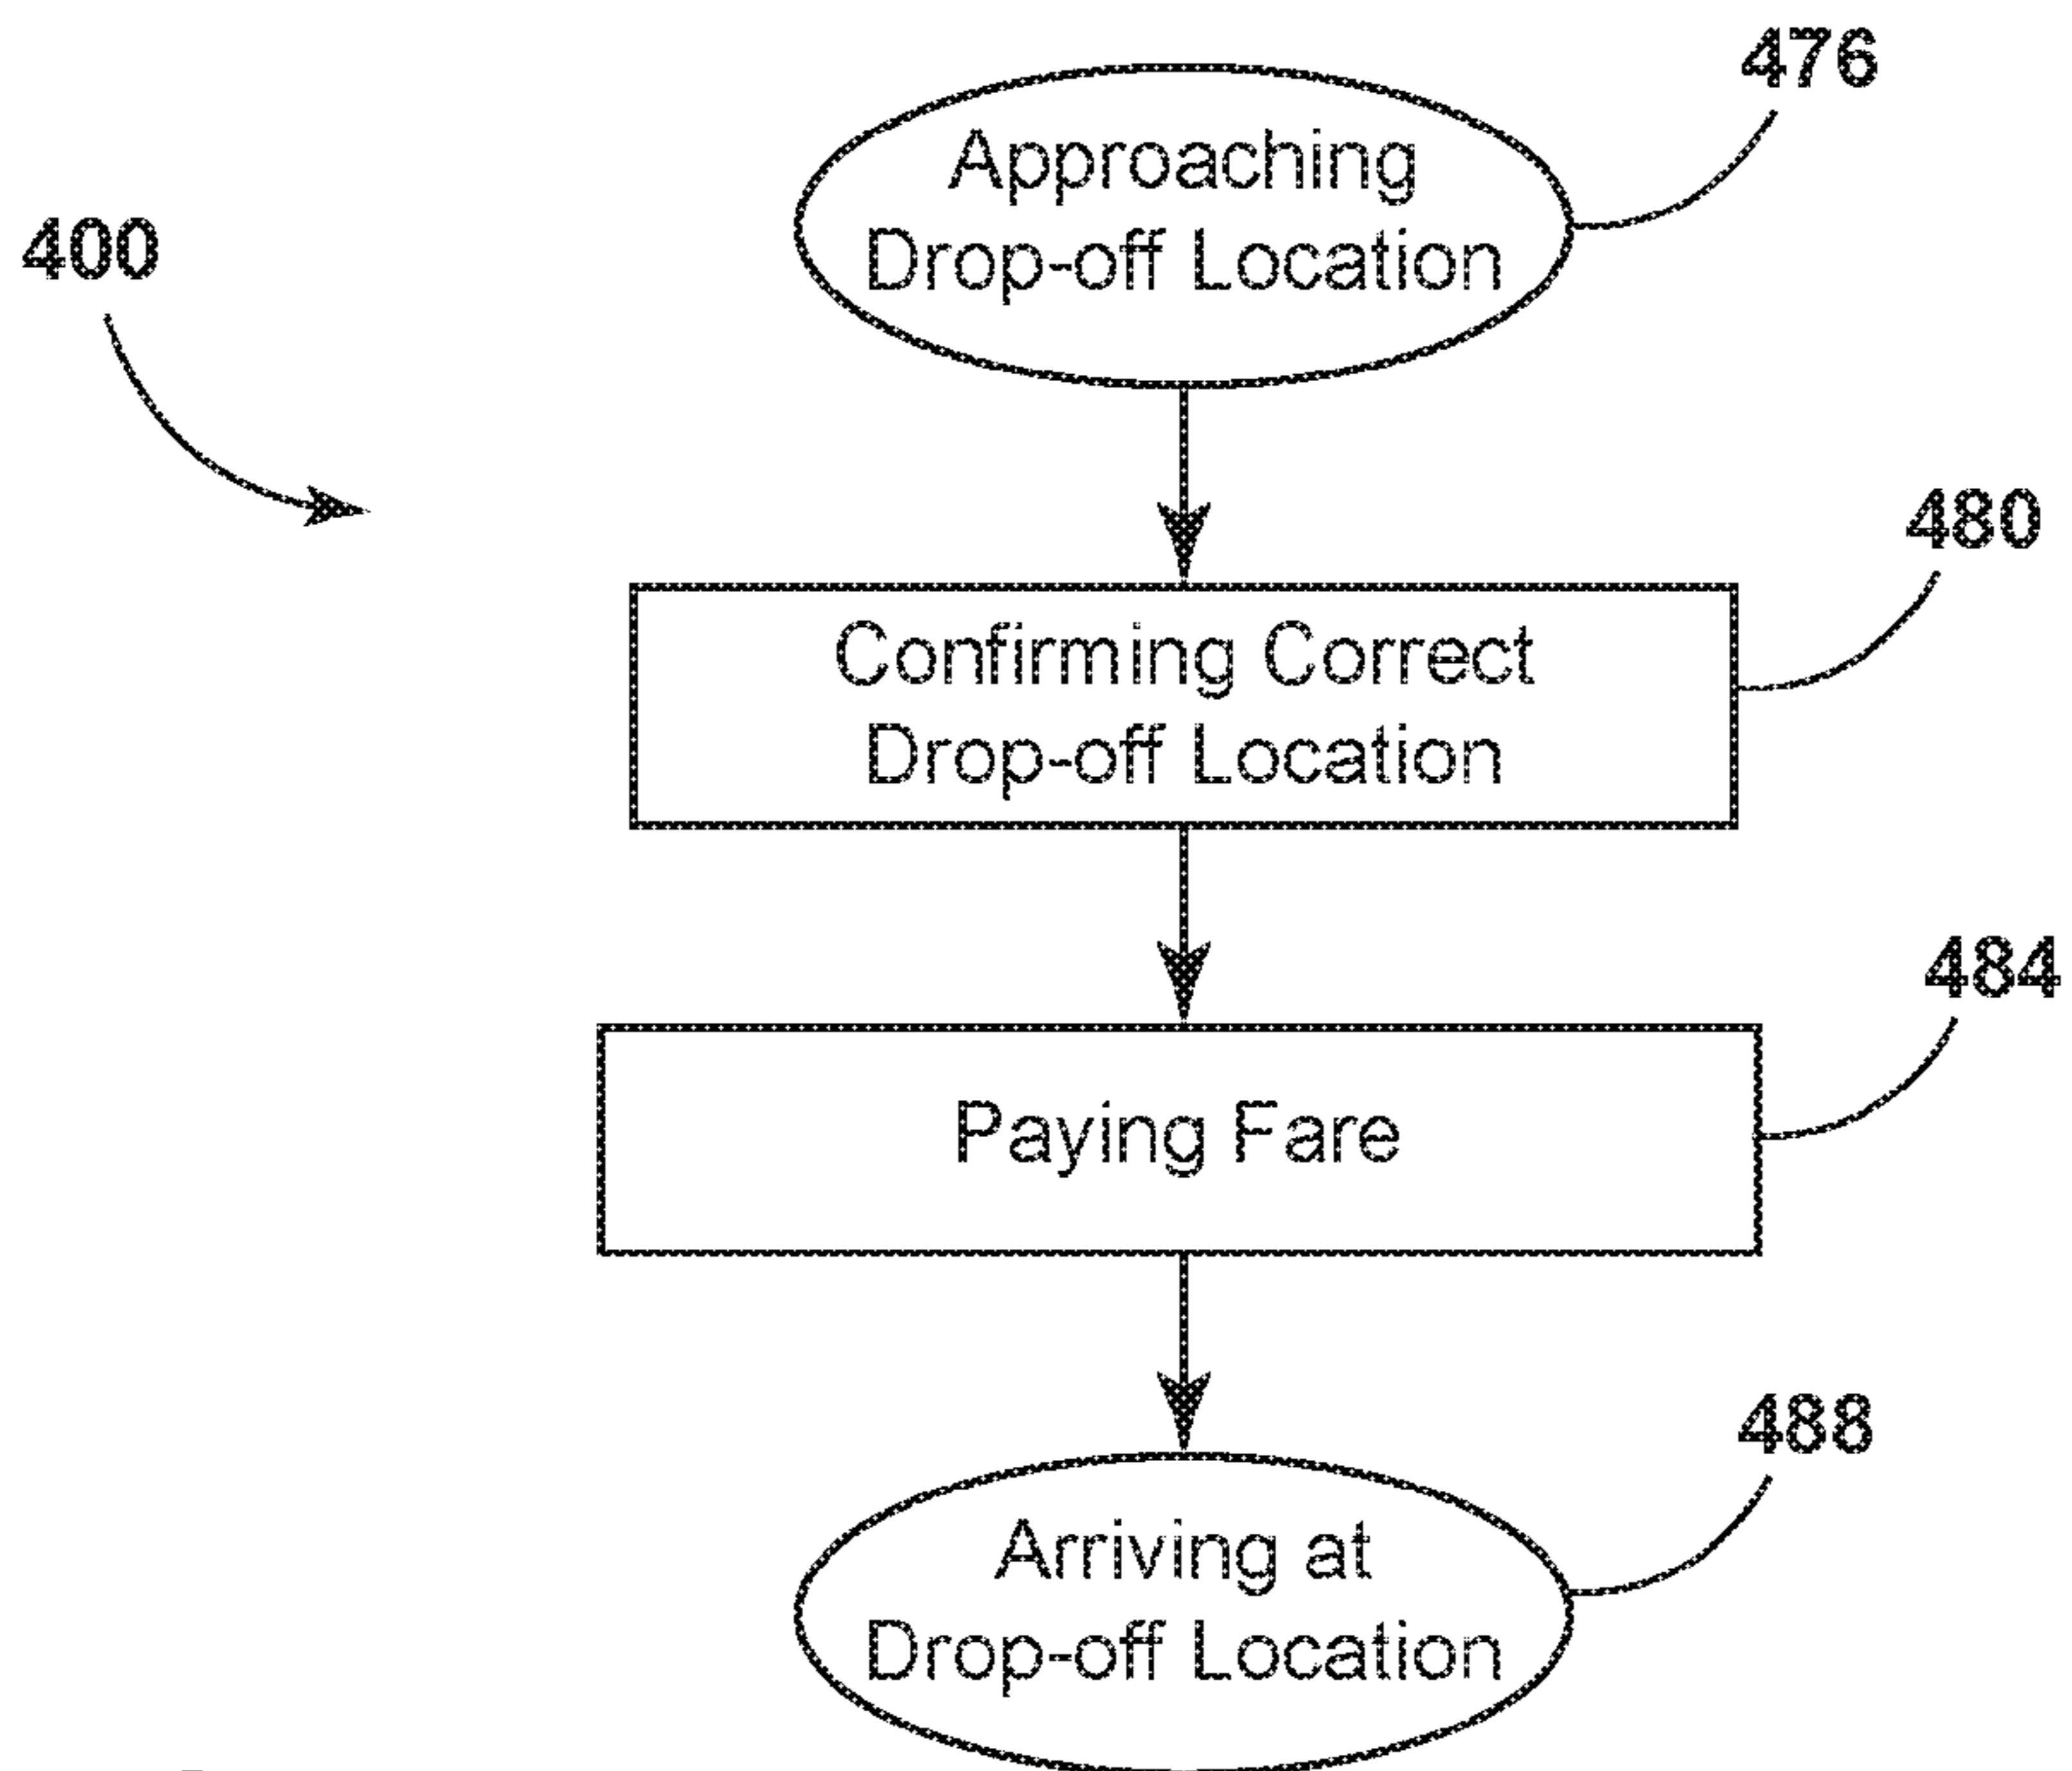 476
Approaching
Drop-off Location
400
480
Confirming Correct
Drop-off Location
484
Paying Fare
488
Arriving at
Drop-off Location